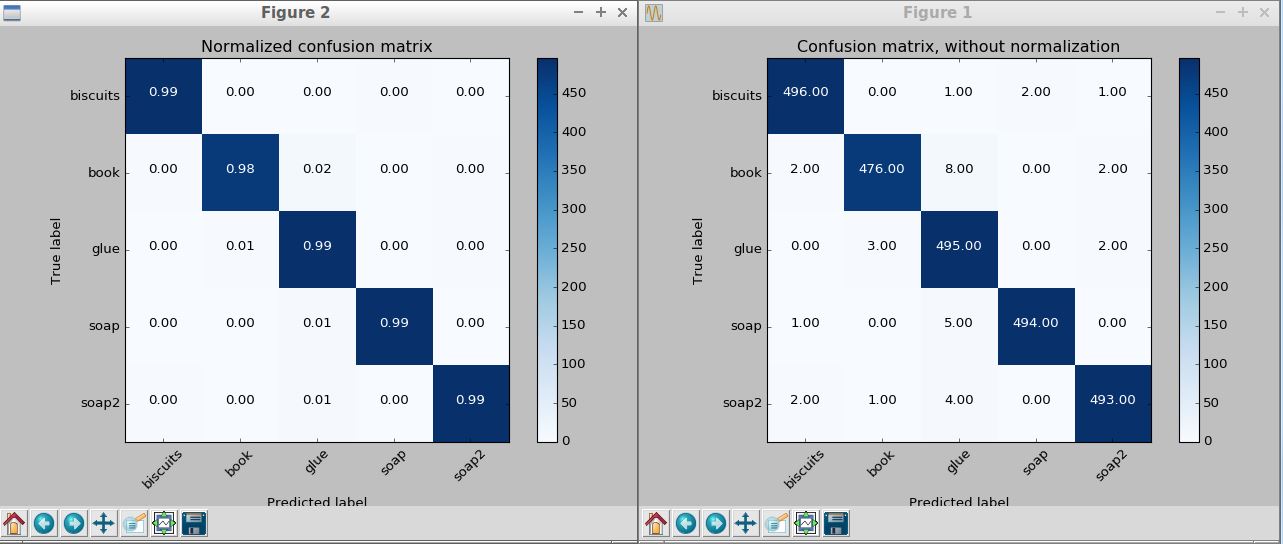 Figure 2
Normalized confusion matrix
biscuits 0.99 0.00 0.00 0.00 0.00
book 0.00 0.98 0.02 0.00 0.00
glue 0.00 0.01 0.99 0.00 0.00
soap 0.00 0.00 0.01 0.99 0.00
soap2 0.00 0.00 0.01 0.00 0.99
True label
biscuits book glue soap soap2
Predicted label
450
400
350
300
250
200
150
100
50
0
Figure 1
Confusion matrix, without normalization
biscuits 496.00 0.00 1.00 2.00 1.00
book 2.00 476.00 8.00 0.00 2.00
glue 0.00 3.00 495.00 0.00 2.00
soap 1.00 0.00 5.00 494.00 0.00
soap2 2.00 1.00 4.00 0.00 493.00
True label
biscuits book glue soap soap2
Predicted label
450
400
350
300
250
200
150
100
50
0